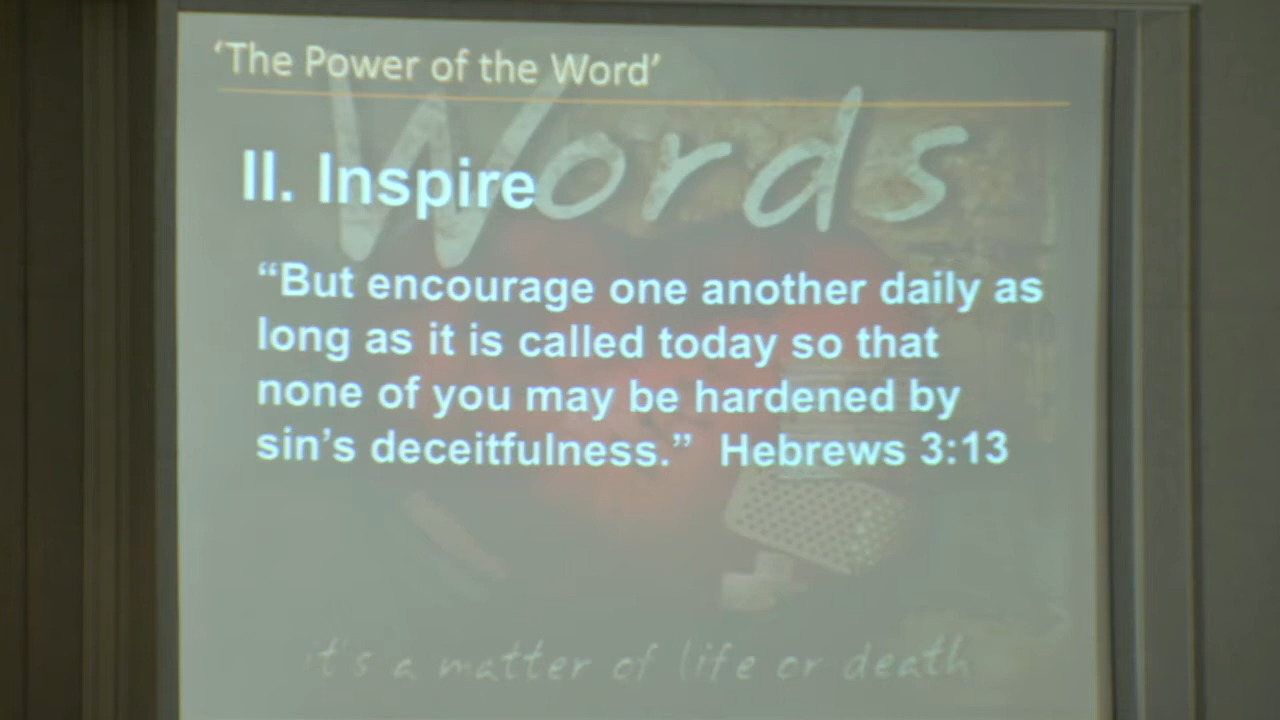 ‘The Power of the Word’
Words
II. Inspire
“But encourage one another daily as
long as it is called today so that
none of you may be hardened by
sin’s deceitfulness.” Hebrews 3:13
it's a matter of life or death